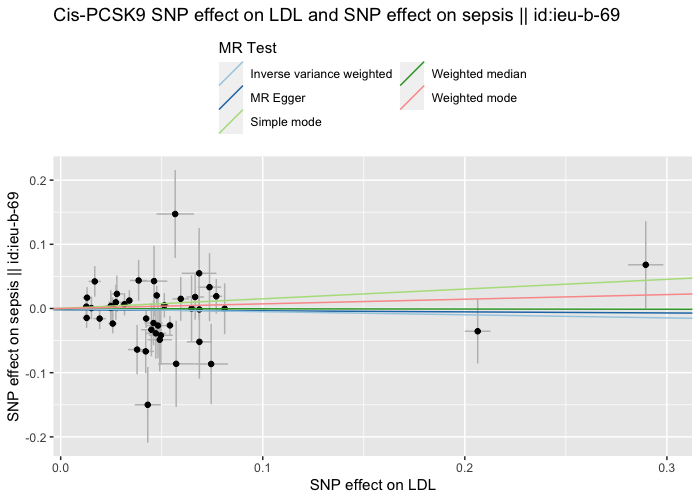 Cis-PCSK9 SNP effect on LDL and SNP effect on sepsis || id:ieu-b-69
MR Test
Inverse variance weighted
Weighted median
MR Egger
Weighted mode
Simple mode
SNP effect on sepsis || id:ieu-b-69
0.2
0.1
0.0
-0.1
-0.2
0.0
0.1
0.2
0.3
SNP effect on LDL